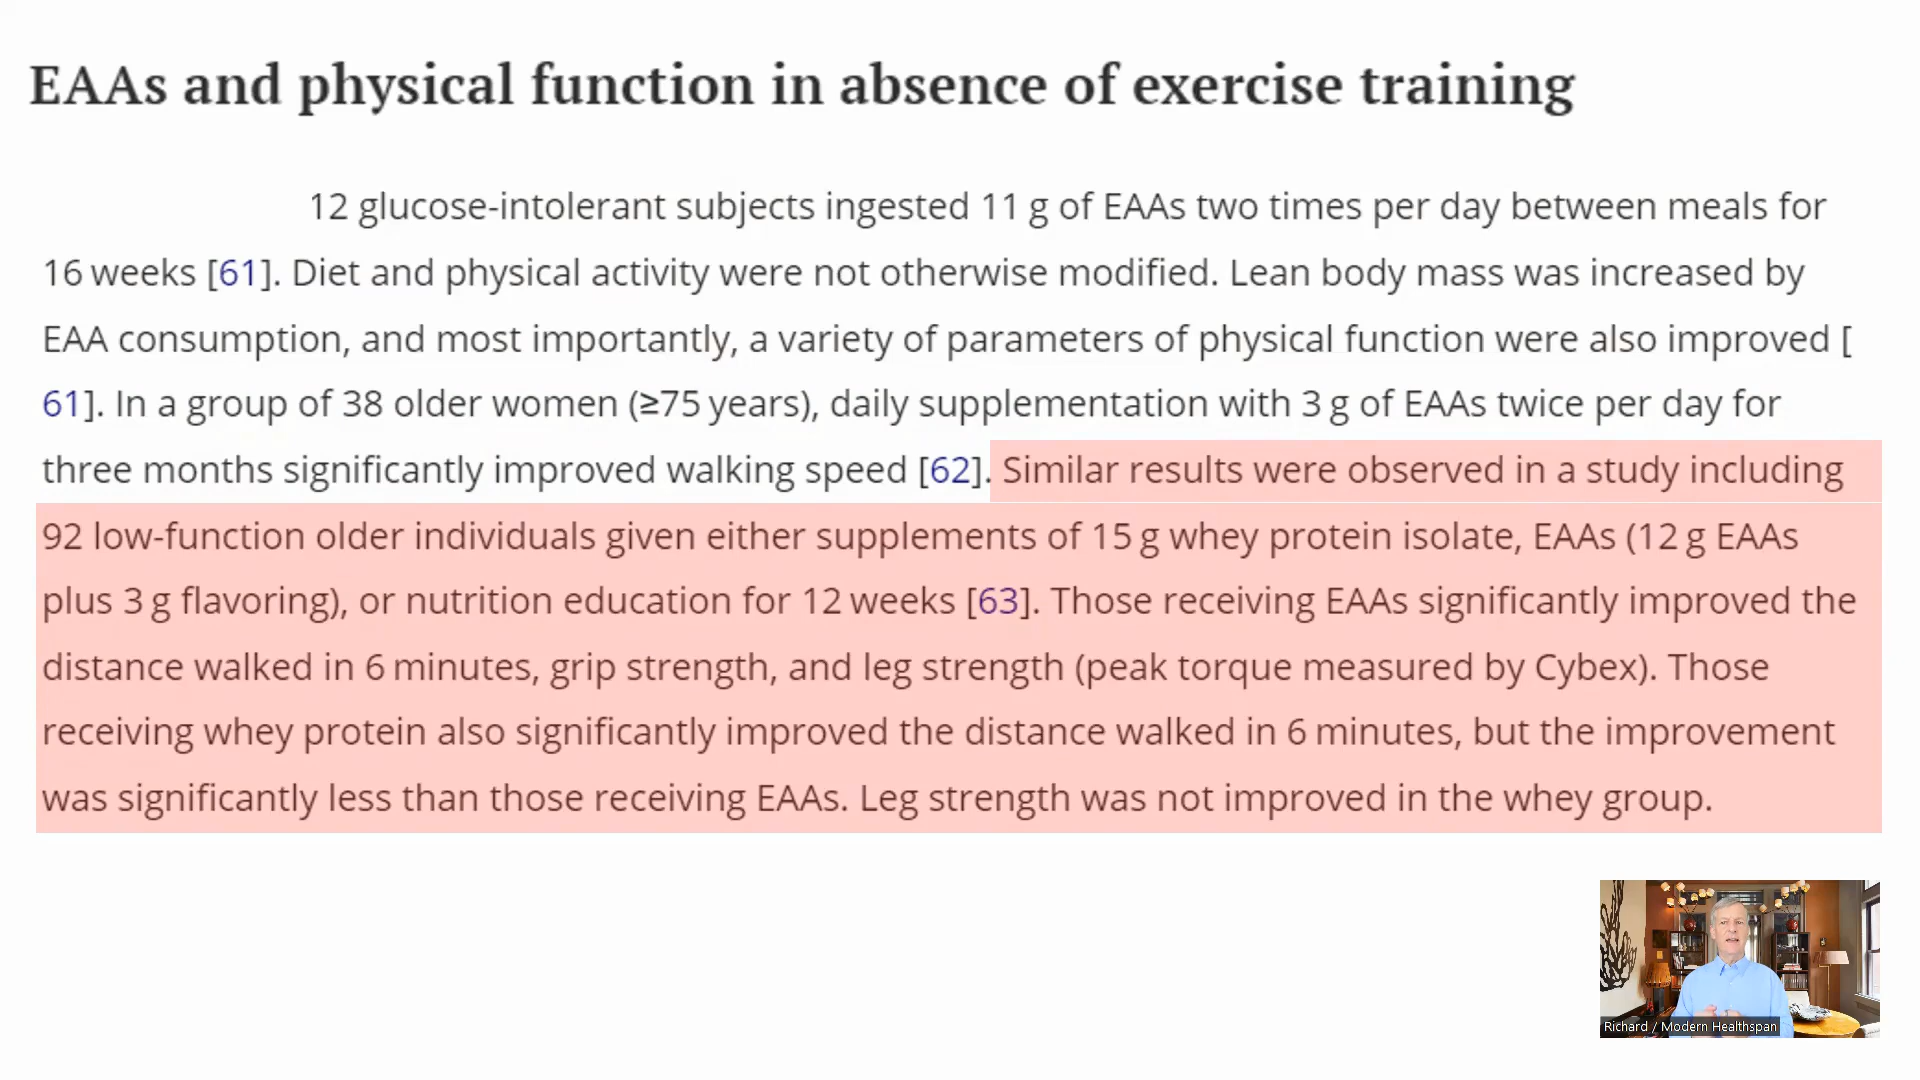 EAAs and physical function in absence of exercise training
12 glucose-intolerant subjects ingested 11 g of EAAs two times per day between meals for
16 weeks [61]. Diet and physical activity were not otherwise modified. Lean body mass was increased by
EAA consumption, and most importantly, a variety of parameters of physical function were also improved [
61]. In a group of 38 older women (≥75 years), daily supplementation with 3 g of EAAs twice per day for
three months significantly improved walking speed [62]. Similar results were observed in a study including
92 low-function older individuals given either supplements of 15 g whey protein isolate, EAAs (12 g EAAs
plus 3 g flavoring), or nutrition education for 12 weeks [63]. Those receiving EAAs significantly improved the
distance walked in 6 minutes, grip strength, and leg strength (peak torque measured by Cybex). Those
receiving whey protein also significantly improved the distance walked in 6 minutes, but the improvement
was significantly less than those receiving EAAs. Leg strength was not improved in the whey group.
Richard / Modern Healthspan